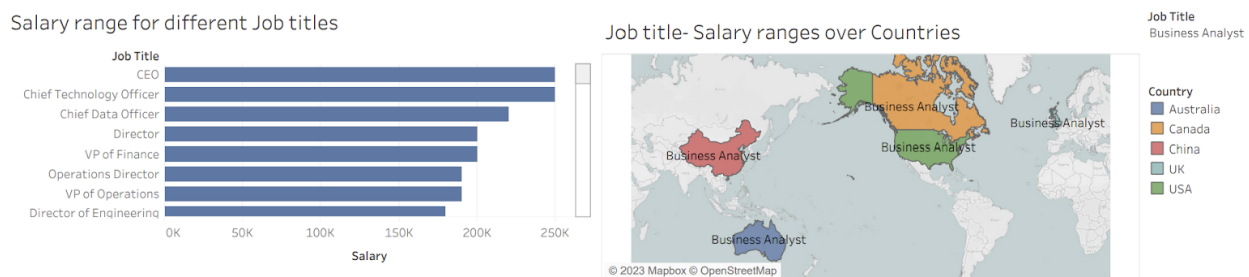 Salary range for different Job titles
Job Title
CEO
Chief Technology Officer
Chief Data Officer
Director
VP of Finance
Operations Director
VP of Operations
Director of Engineering
0K 50K 100K 150K 200K 250K
Salary
Job title- Salary ranges over Countries
Business Analyst
Business Analyst
Business Analyst
Business Analyst
Business Analyst
© 2023 Mapbox © OpenStreetMap
Job Title
Business Analyst
Country
Australia
Canada
China
UK
USA